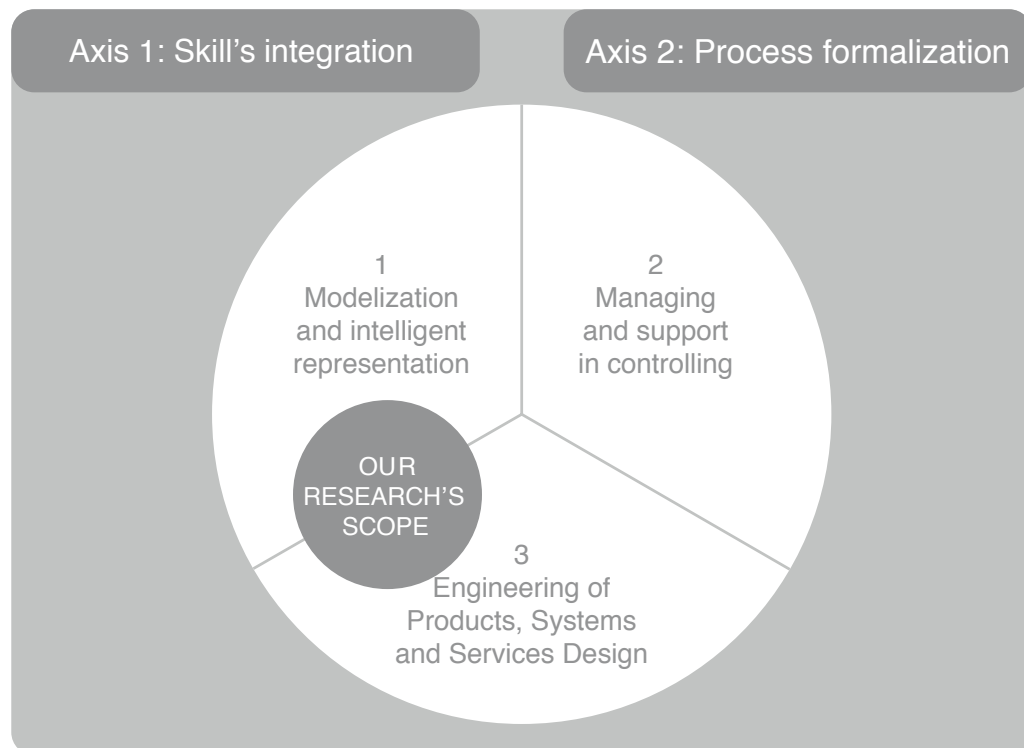 Axis 1: Skill's integration
Axis 2: Process formalization
1
Modelization
and intelligent
representation
2
Managing
and support
in controlling
OUR
RESEARCH’S
SCOPE
3
Engineering of
Products, Systems
and Services Design